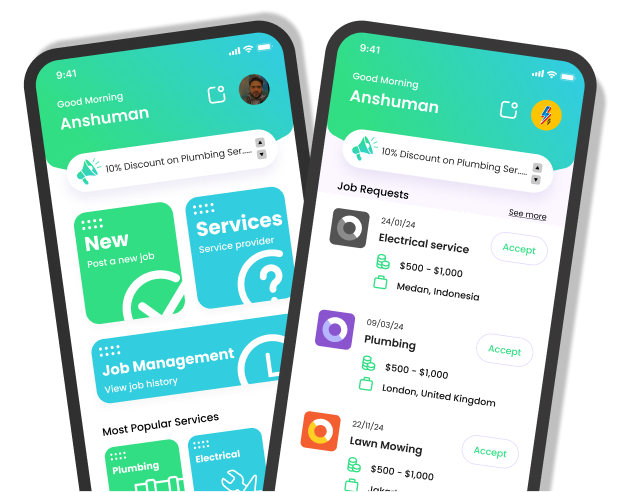 9:41
Good Morning
Anshuman
10% Discount on Plumbing Ser.....
New
Post a new job
Services
Service provider
Job Management
View job history
Most Popular Services
Plumbing
Electrical
9:41
Good Morning
Anshuman
10% Discount on Plumbing Ser.....
Job Requests
See more
24/01/24
Electrical service
Accept
$500 - $1,000
Medan, Indonesia
09/03/24
Plumbing
Accept
$500 - $1,000
London, United Kingdom
22/11/24
Lawn Mowing
Accept
$500 - $1,000